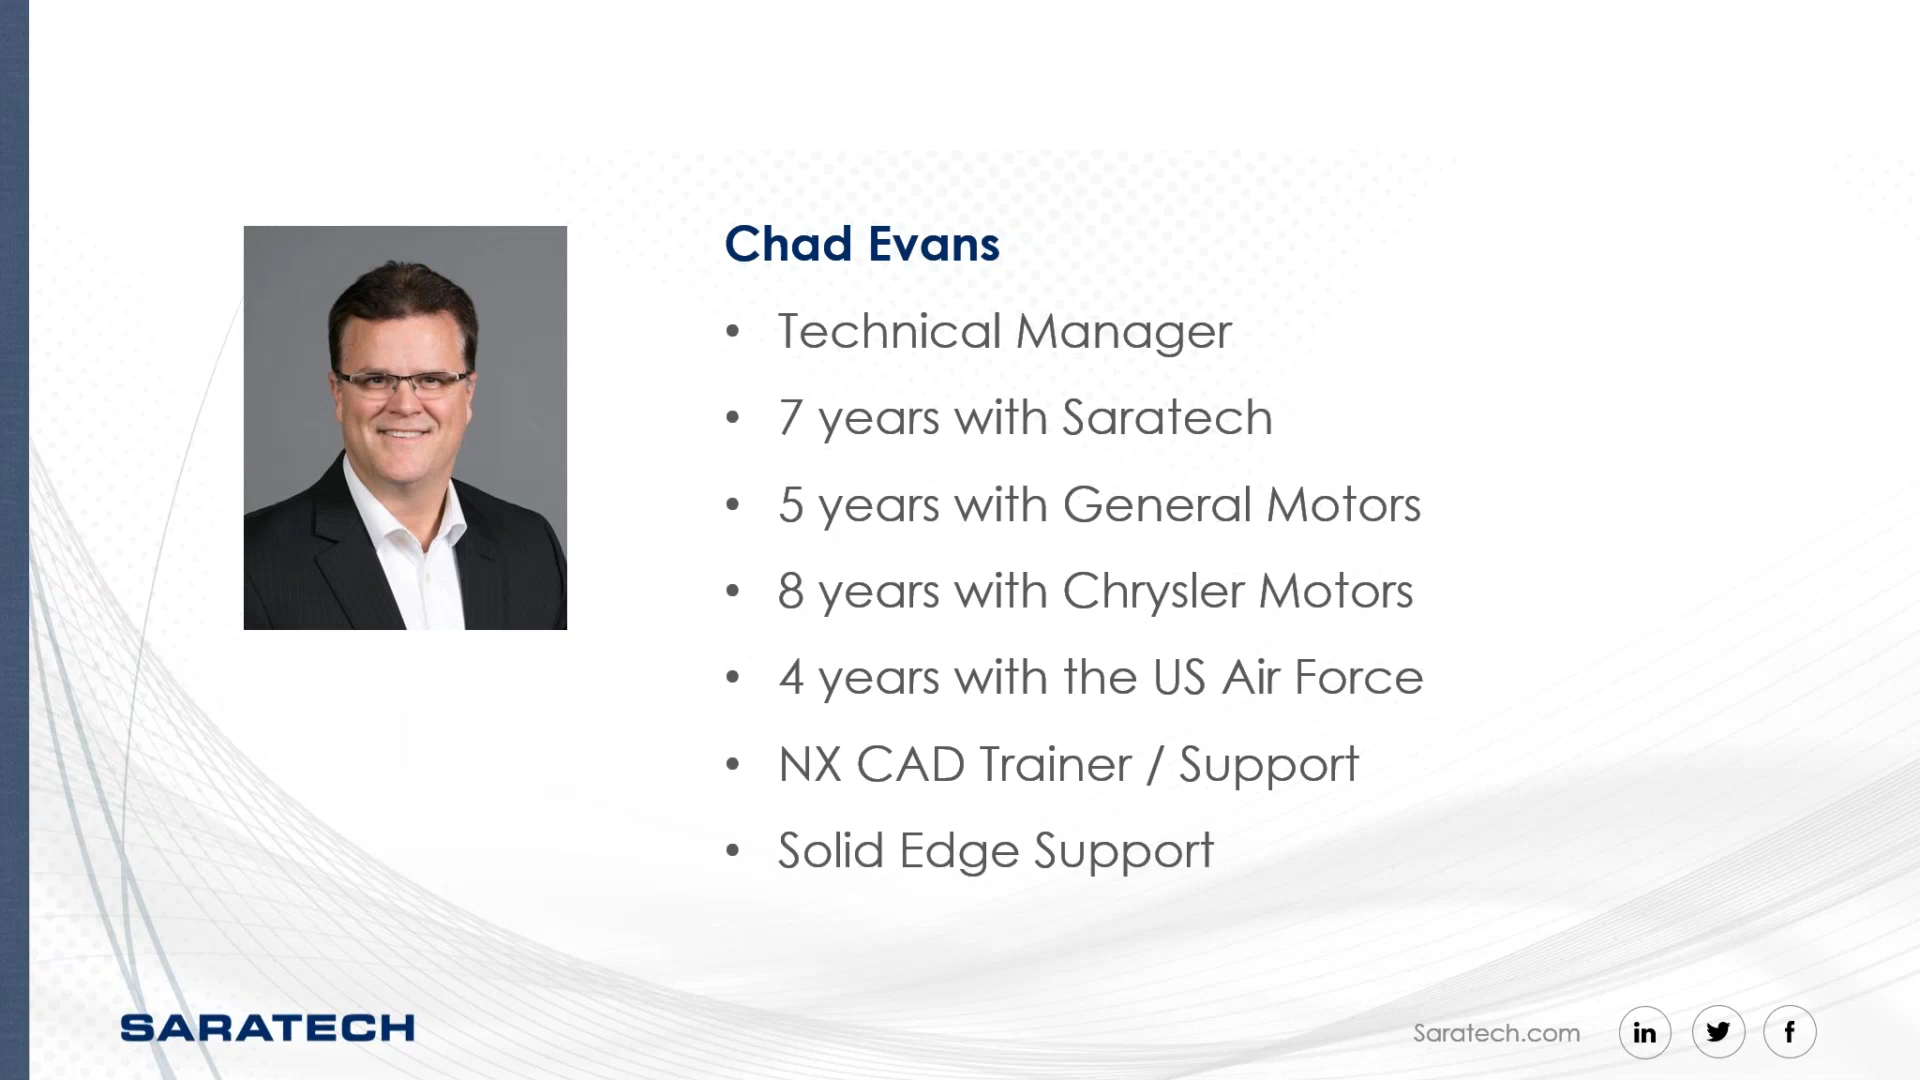 Chad Evans
• Technical Manager
• 7 years with Saratech
• 5 years with General Motors
• 8 years with Chrysler Motors
• 4 years with the US Air Force
• NX CAD Trainer / Support
• Solid Edge Support
SARATECH
Saratech.com